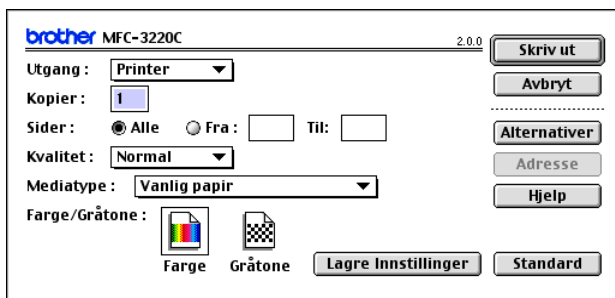 brother MFC-3220C 2.0.0
Skriv ut
Utgang : Printer
Avbryt
Kopier : 1
Sider : Alle Fra : Til:
Alternativer
Kvalitet : Normal
Adresse
Mediatype : Vanlig papir
Hjelp
Farge/Gråtone :
Farge Gråtone Lagre Innstillinger Standard